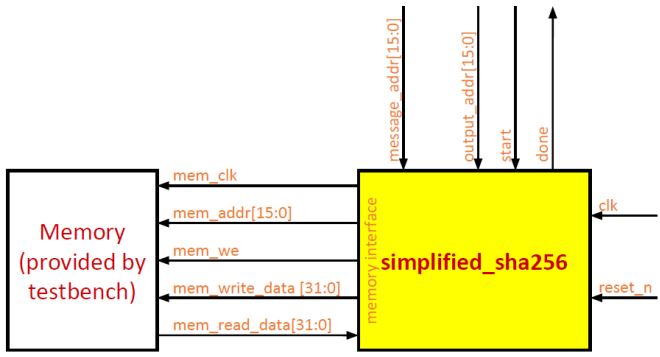 message_addr[15:0]
output_addr[15:0]
start
done
mem_clk
mem_addr[15:0]
mem_we
mem_write_data [31:0]
mem_read_data[31:0]
Memory
(provided by
testbench)
memory interface
simplified_sha256
clk
reset_n